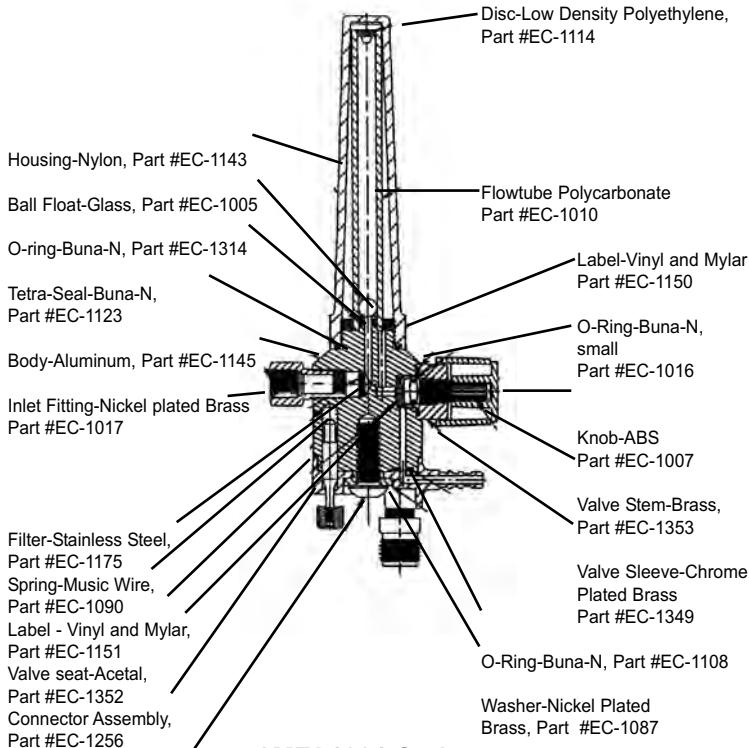 Disc-Low Density Polyethylene,
Part #EC-1114
Housing-Nylon, Part #EC-1143
Ball Float-Glass, Part #EC-1005
O-ring-Buna-N, Part #EC-1314
Tetra-Seal-Buna-N,
Part #EC-1123
Body-Aluminum, Part #EC-1145
Inlet Fitting-Nickel plated Brass
Part #EC-1017
Filter-Stainless Steel,
Part #EC-1175
Spring-Music Wire,
Part #EC-1090
Label - Vinyl and Mylar,
Part #EC-1151
Valve seat-Acetal,
Part #EC-1352
Connector Assembly,
Part #EC-1256
Flowtube Polycarbonate
Part #EC-1010
Label-Vinyl and Mylar
Part #EC-1150
O-Ring-Buna-N,
small
Part #EC-1016
Knob-ABS
Part #EC-1007
Valve Stem-Brass,
Part #EC-1353
Valve Sleeve-Chrome
Plated Brass
Part #EC-1349
O-Ring-Buna-N, Part #EC-1108
Washer-Nickel Plated
Brass, Part #EC-1087